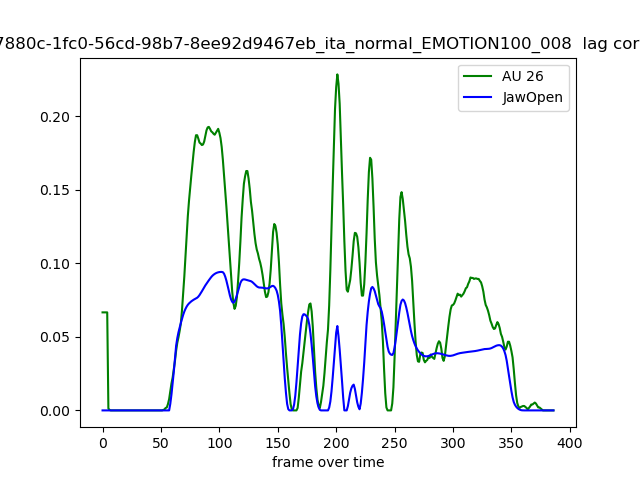 7880c-1fc0-56cd-98b7-8ee92d9467eb_ita_normal_EMOTION100_008 lag cor
AU 26
JawOpen
0.20
0.15
0.10
0.05
0.00
0 50 100 150 200 250 300 350 400
frame over time